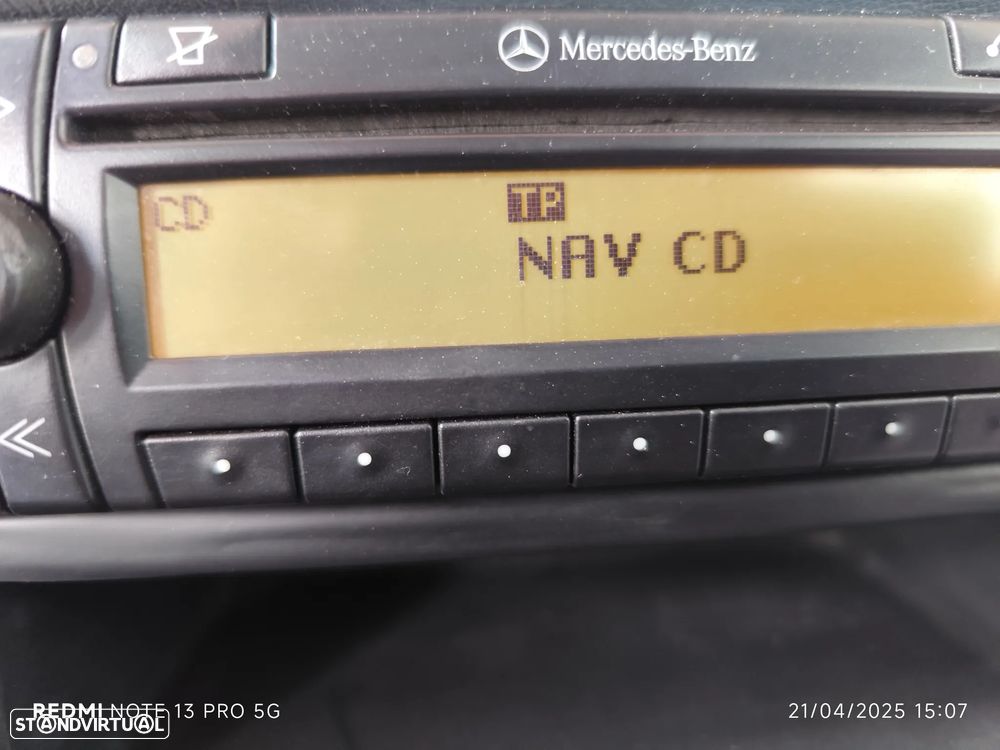 Mercedes-Benz
CD
TP
NAV CD
REDMI NOTE 13 PRO 5G
21/04/2025 15:07
STANDVIRTUAL